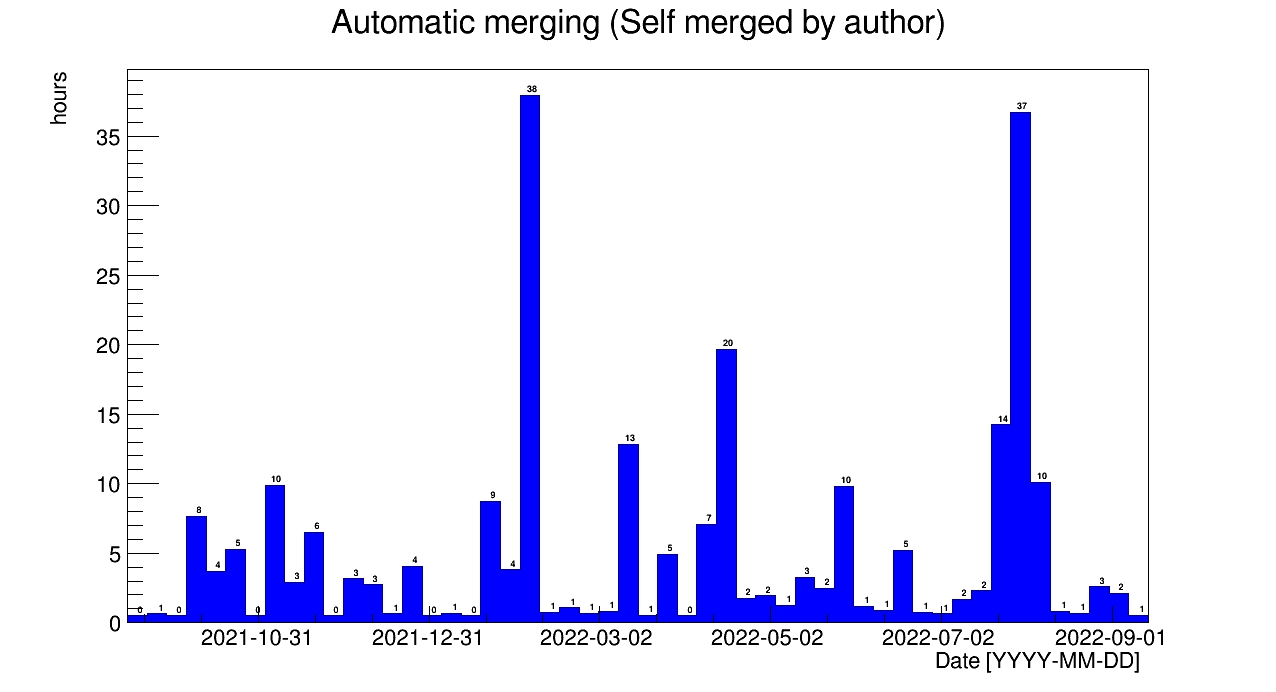 Automatic merging (Self merged by author)
hours
35
30
25
20
15
10
5
0
0 1 0 8 4 5 0 10 3 6 0 3 3 1 4 0 1 0 9 4 38 1 1 1 1 13 1 5 0 7 20 2 2 1 3 2 10 1 1 5 1 1 2 2 14 37 10 1 1 3 2 1
2021-10-31 2021-12-31 2022-03-02 2022-05-02 2022-07-02 2022-09-01
Date [YYYY-MM-DD]